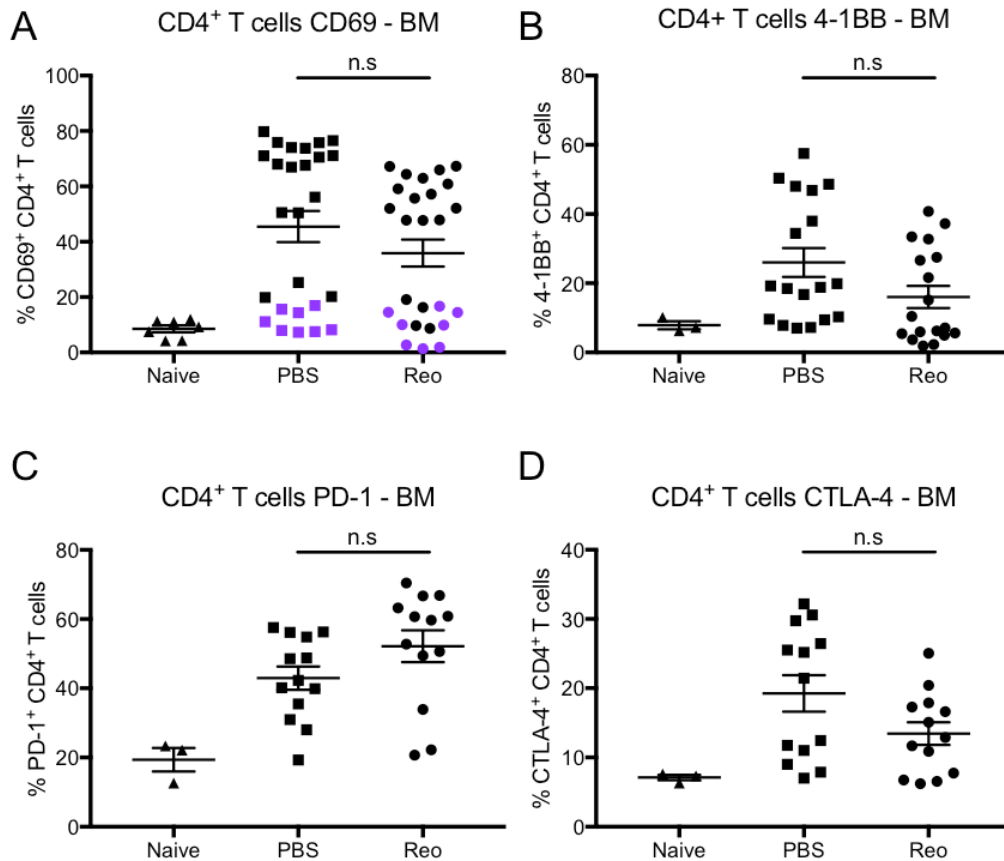 A
CD4⁺ T cells CD69 - BM
n.s
% CD69⁺ CD4⁺ T cells
100
80
60
40
20
0
Naive PBS Reo
B
CD4+ T cells 4-1BB - BM
n.s
% 4-1BB⁺ CD4⁺ T cells
80
60
40
20
0
Naive PBS Reo
C
CD4⁺ T cells PD-1 - BM
n.s
% PD-1⁺ CD4⁺ T cells
80
60
40
20
0
Naive PBS Reo
D
CD4⁺ T cells CTLA-4 - BM
n.s
% CTLA-4⁺ CD4⁺ T cells
40
30
20
10
0
Naive PBS Reo